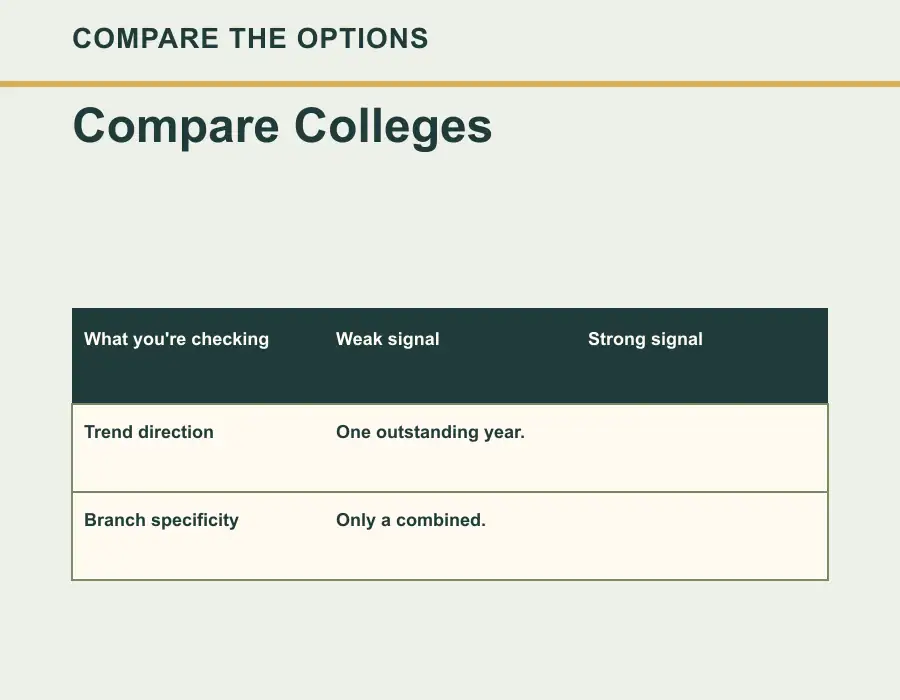 COMPARE THE OPTIONS
Compare Colleges
What you're checking Weak signal Strong signal
Trend direction One outstanding year.
Branch specificity Only a combined.